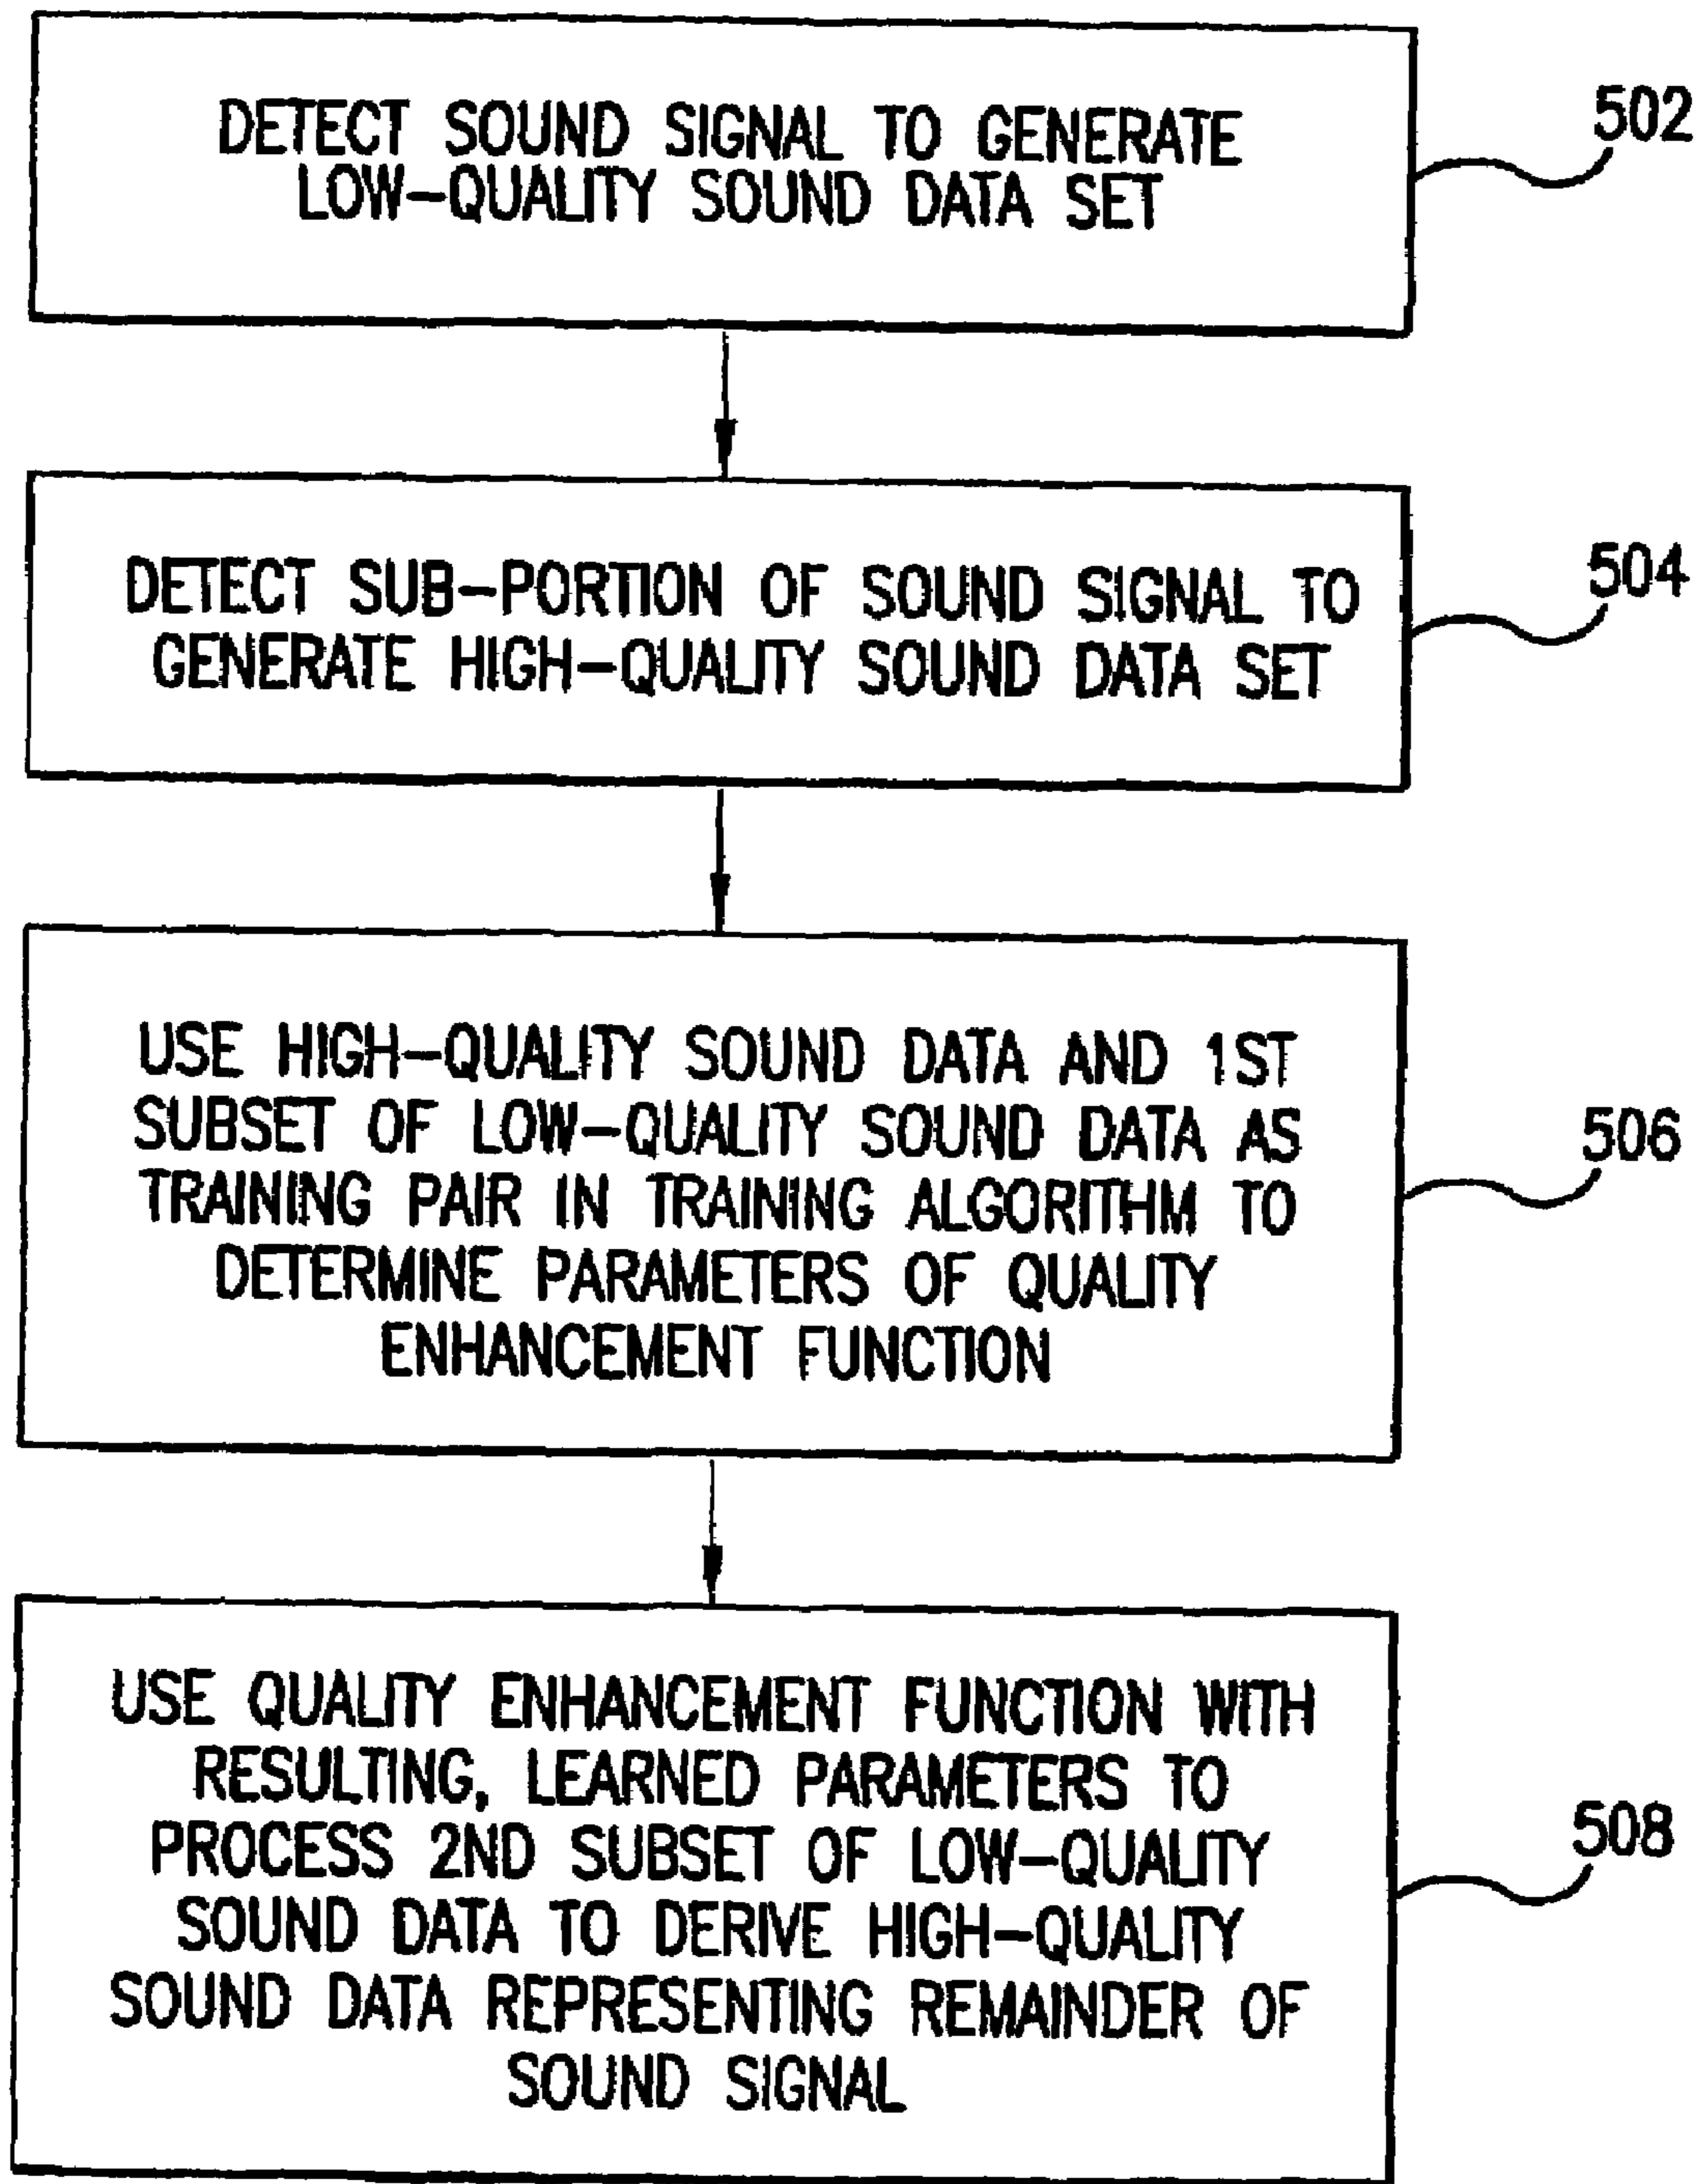 DETECT SOUND SIGNAL TO GENERATE
LOW-QUALITY SOUND DATA SET
502
DETECT SUB-PORTION OF SOUND SIGNAL TO
GENERATE HIGH-QUALITY SOUND DATA SET
504
USE HIGH-QUALITY SOUND DATA AND 1ST
SUBSET OF LOW-QUALITY SOUND DATA AS
TRAINING PAIR IN TRAINING ALGORITHM TO
DETERMINE PARAMETERS OF QUALITY
ENHANCEMENT FUNCTION
506
USE QUALITY ENHANCEMENT FUNCTION WITH
RESULTING, LEARNED PARAMETERS TO
PROCESS 2ND SUBSET OF LOW-QUALITY
SOUND DATA TO DERIVE HIGH-QUALITY
SOUND DATA REPRESENTING REMAINDER OF
SOUND SIGNAL
508